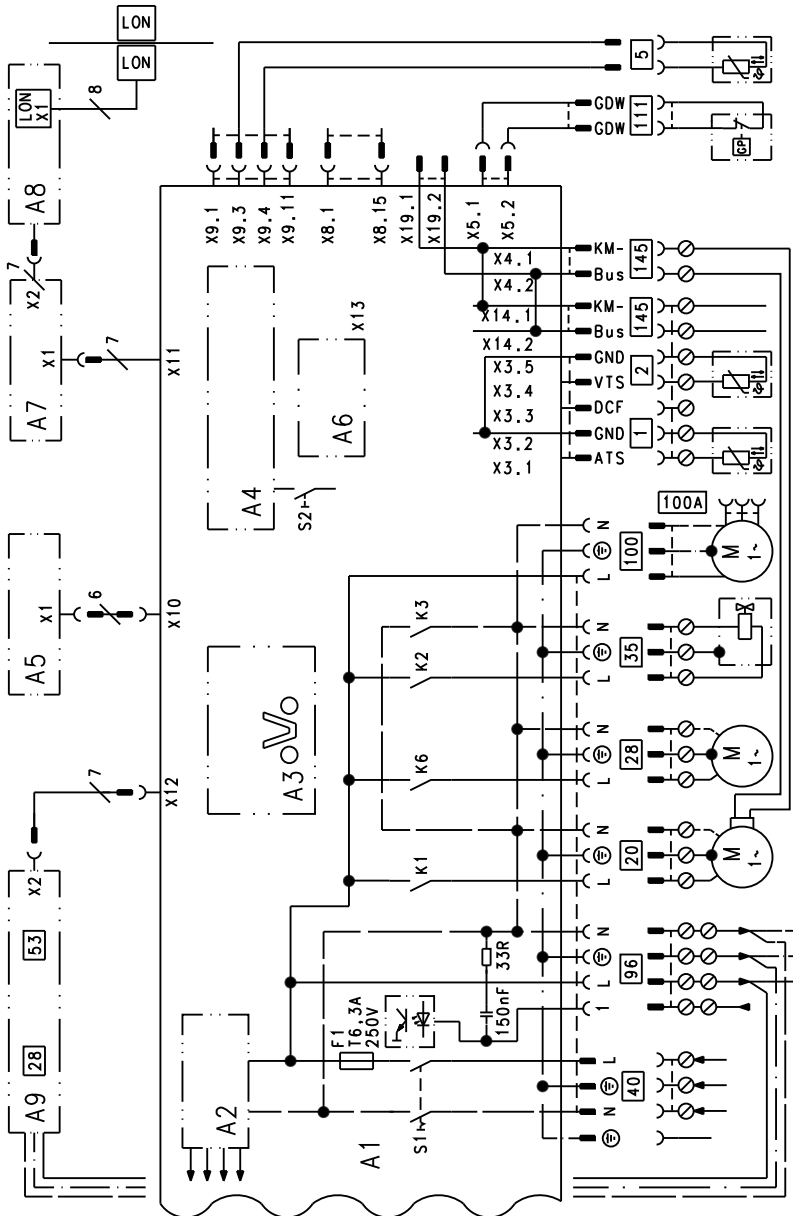 LON
LON
8
LON
X1
A8
7
X2
X1
A7
7
X11
5
GDW
GDW
111
GP
X9.1
X9.3
X9.4
X9.11
X8.1
X8.15
X19.1
X19.2
X5.1
X5.2
X4.1
X4.2
X14.1
X14.2
X3.5
X3.4
X3.3
X3.2
X3.1
KM-
Bus
145
KM-
Bus
145
GND
VTS
2
DCF
GND
ATS
1
X13
A6
A4
S2
100A
N
L
100
M
1~
X1
A5
6
X10
K3
K2
N
L
35
A3
K6
N
L
28
M
1~
7
X12
X2
53
28
A9
K1
N
L
20
M
1~
33R
150nF
N
L
1
96
F1
T6,3A
250V
A2
A1
S1
L
N
40